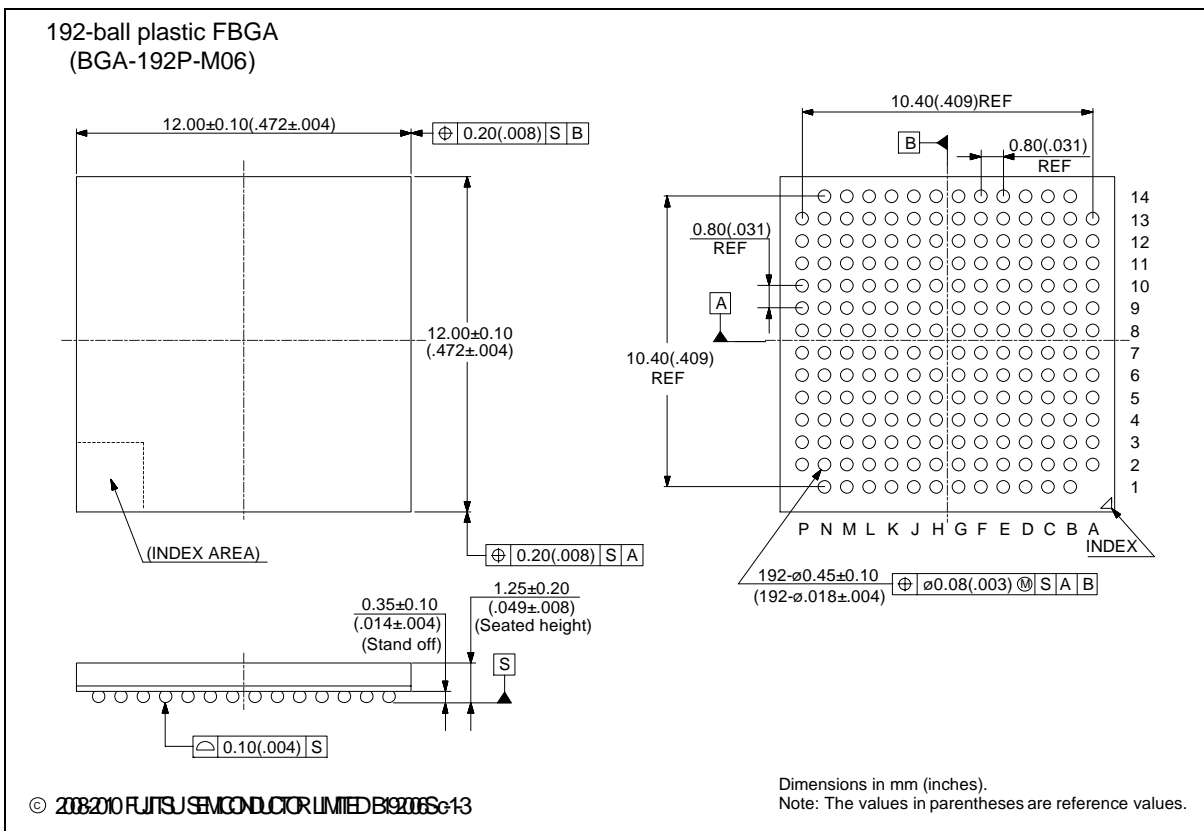 192-ball plastic FBGA
(BGA-192P-M06)
12.00±0.10(.472±.004)
⌖ 0.20(.008) S B
12.00±0.10
(.472±.004)
(INDEX AREA)
⌖ 0.20(.008) S A
10.40(.409)REF
B
0.80(.031)
REF
0.80(.031)
REF
A
10.40(.409)
REF
14
13
12
11
10
9
8
7
6
5
4
3
2
1
P N M L K J H G F E D C B A
INDEX
192-ø0.45±0.10
(192-ø.018±.004)
⌖ ø0.08(.003) Ⓜ S A B
0.35±0.10
(.014±.004)
(Stand off)
1.25±0.20
(.049±.008)
(Seated height)
S
⌓ 0.10(.004) S
© FUJITSU SEMICONDUCTOR LIMITED
Dimensions in mm (inches).
Note: The values in parentheses are reference values.